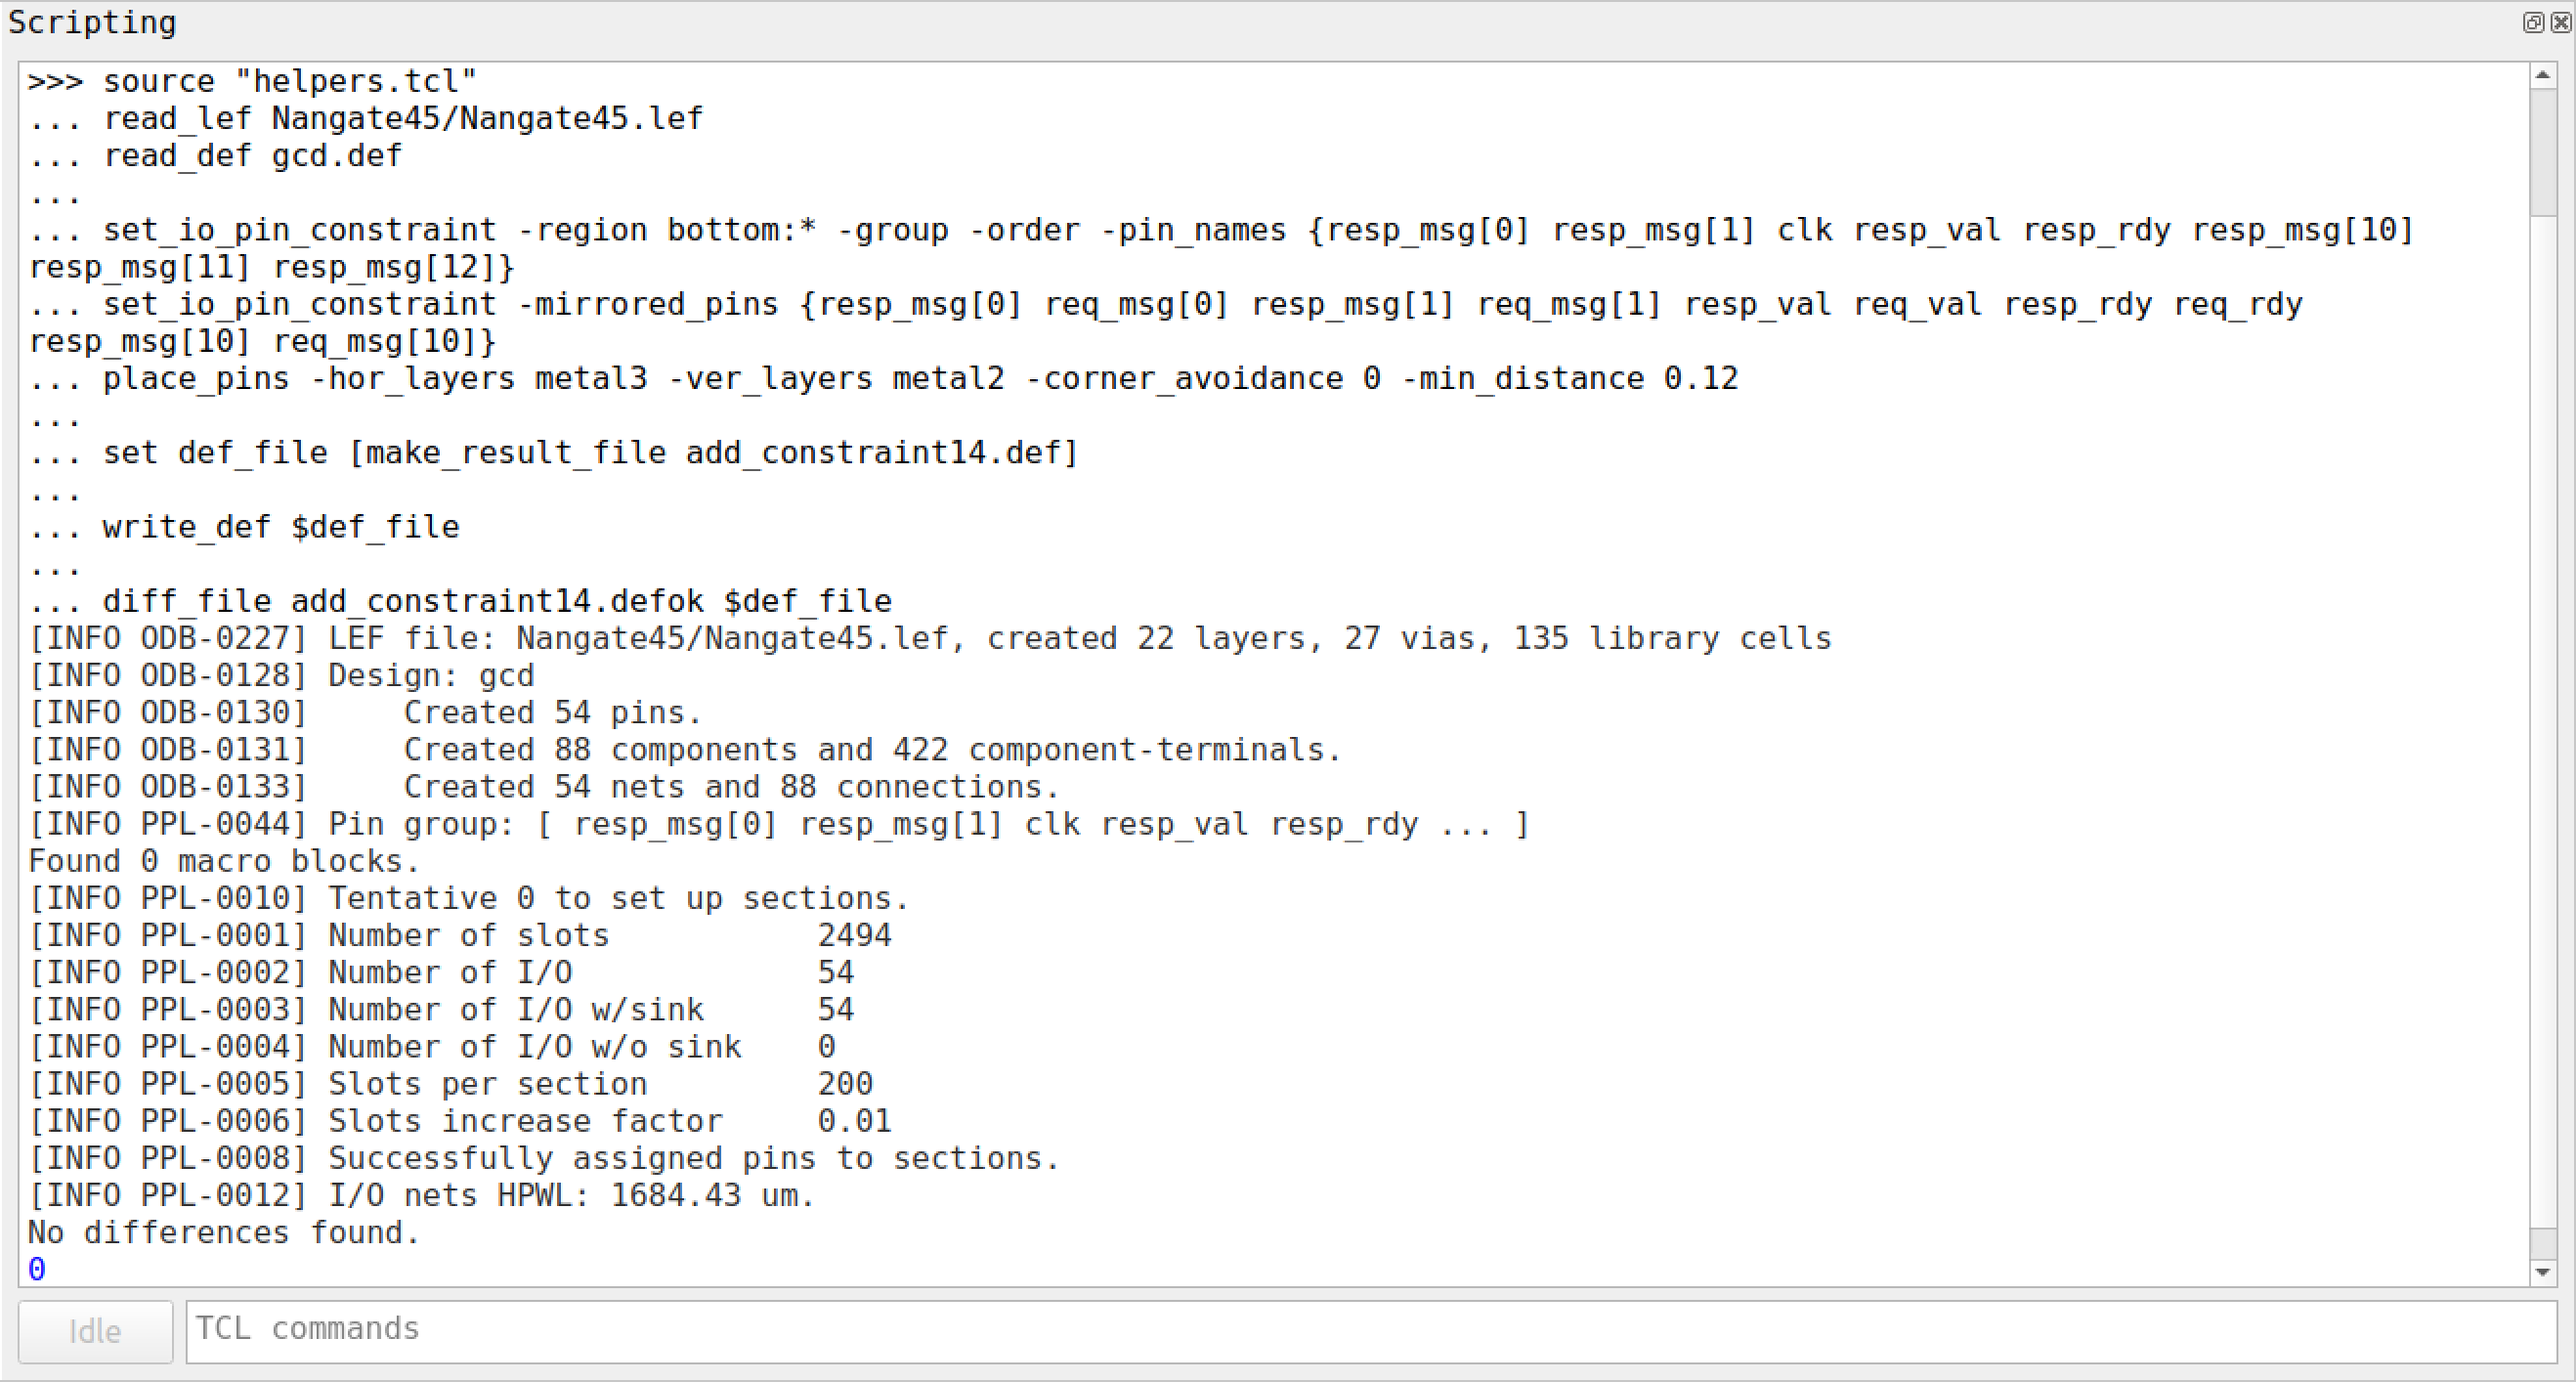 Scripting
>>> source "helpers.tcl"
... read_lef Nangate45/Nangate45.lef
... read_def gcd.def
...
... set_io_pin_constraint -region bottom:* -group -order -pin_names {resp_msg[0] resp_msg[1] clk resp_val resp_rdy resp_msg[10]
resp_msg[11] resp_msg[12]}
... set_io_pin_constraint -mirrored_pins {resp_msg[0] req_msg[0] resp_msg[1] req_msg[1] resp_val req_val resp_rdy req_rdy
resp_msg[10] req_msg[10]}
... place_pins -hor_layers metal3 -ver_layers metal2 -corner_avoidance 0 -min_distance 0.12
...
... set def_file [make_result_file add_constraint14.def]
...
... write_def $def_file
...
... diff_file add_constraint14.defok $def_file
[INFO ODB-0227] LEF file: Nangate45/Nangate45.lef, created 22 layers, 27 vias, 135 library cells
[INFO ODB-0128] Design: gcd
[INFO ODB-0130]     Created 54 pins.
[INFO ODB-0131]     Created 88 components and 422 component-terminals.
[INFO ODB-0133]     Created 54 nets and 88 connections.
[INFO PPL-0044] Pin group: [ resp_msg[0] resp_msg[1] clk resp_val resp_rdy ... ]
Found 0 macro blocks.
[INFO PPL-0010] Tentative 0 to set up sections.
[INFO PPL-0001] Number of slots           2494
[INFO PPL-0002] Number of I/O             54
[INFO PPL-0003] Number of I/O w/sink      54
[INFO PPL-0004] Number of I/O w/o sink    0
[INFO PPL-0005] Slots per section         200
[INFO PPL-0006] Slots increase factor     0.01
[INFO PPL-0008] Successfully assigned pins to sections.
[INFO PPL-0012] I/O nets HPWL: 1684.43 um.
No differences found.
0
Idle
TCL commands